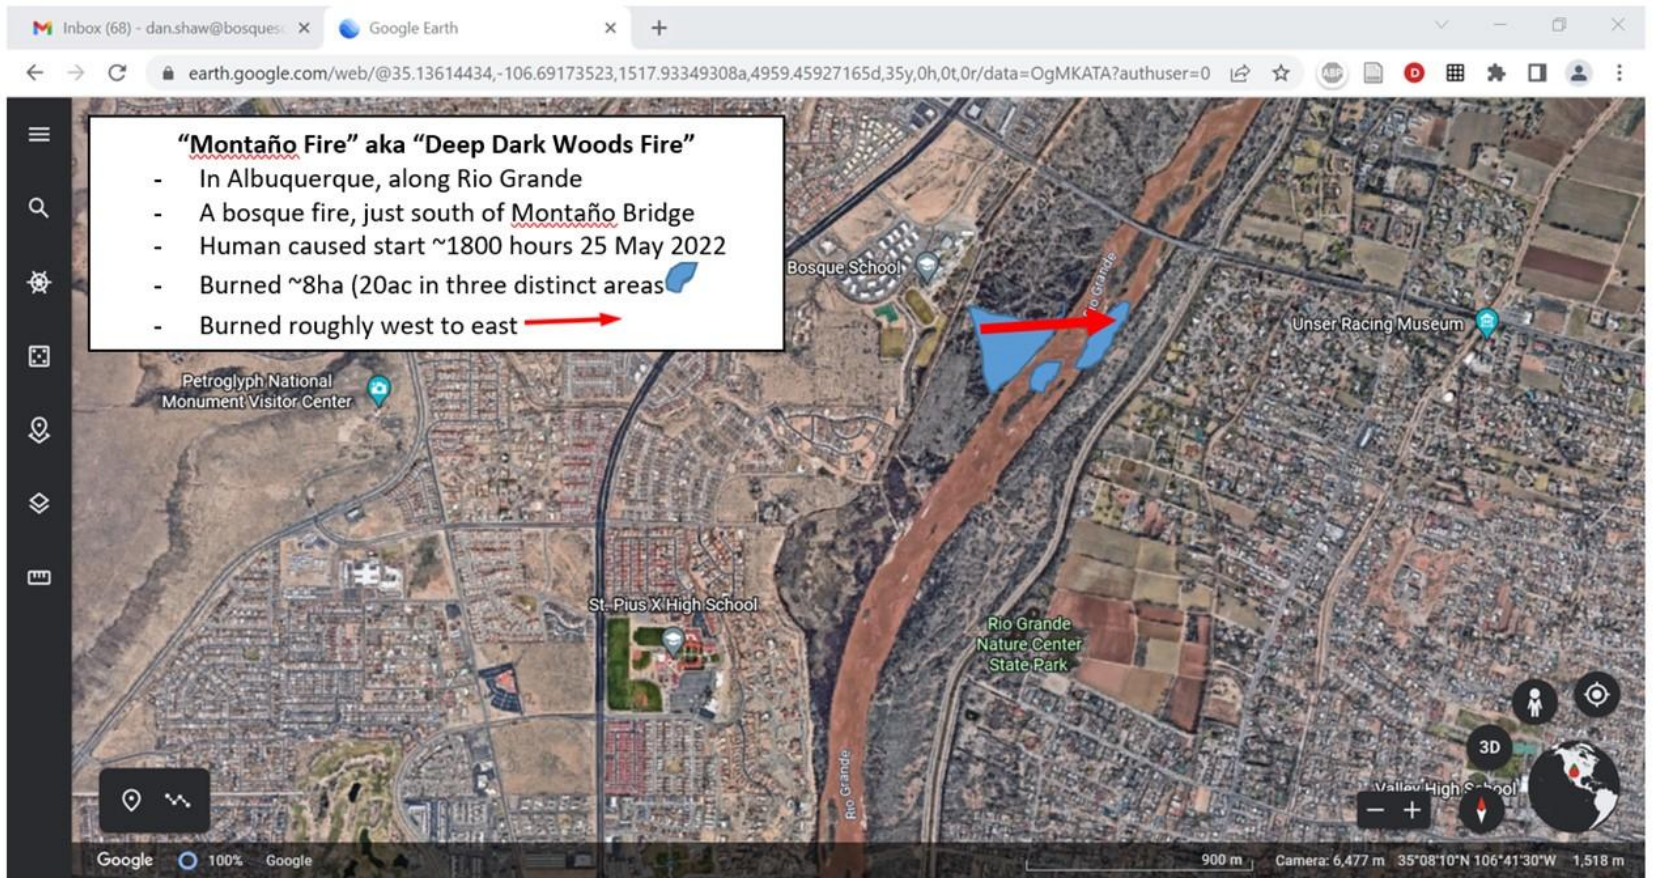 Inbox (68) - dan.shaw@bosques
Google Earth
earth.google.com/web/@35.13614434,-106.69173523,1517.93349308a,4959.45927165d,35y,0h,0t,0r/data=OgMKATA?authuser=0
ABP
D
“Montaño Fire” aka “Deep Dark Woods Fire”
- In Albuquerque, along Rio Grande
- A bosque fire, just south of Montaño Bridge
- Human caused start ~1800 hours 25 May 2022
- Burned ~8ha (20ac in three distinct areas
- Burned roughly west to east
Bosque School
Rio Grande
Unser Racing Museum
Petroglyph National
Monument Visitor Center
St. Pius X High School
Rio Grande
Nature Center
State Park
Rio Grande
3D
Valley High School
Google 100% Google
900 m Camera: 6,477 m 35°08'10"N 106°41'30"W 1,518 m